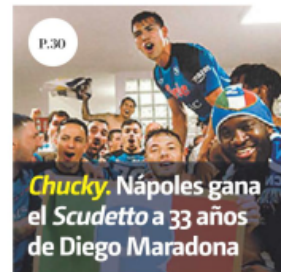 P.30
Chucky. Nápoles gana
el Scudetto a 33 años
de Diego Maradona